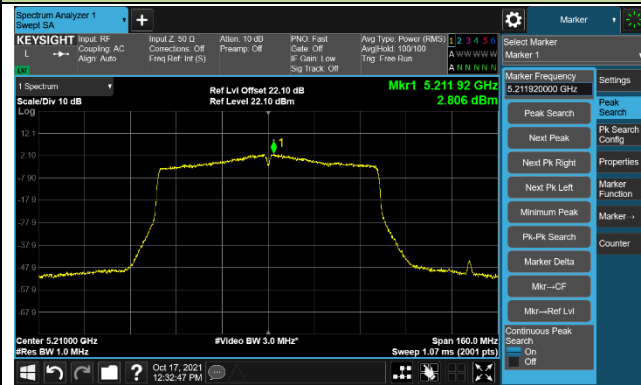 Spectrum Analyzer 1
Swept SA
Marker
KEYSIGHT
L
LNI
Input: RF
Coupling: AC
Align: Auto
Input Z: 50 Ω
Corrections: Off
Freq Ref: Int (S)
Atten: 10 dB
Preamp: Off
PNO: Fast
Gate: Off
IF Gain: Low
Sig Track: Off
Avg Type: Power (RMS)
Avg|Hold: 100/100
Trig: Free Run
1 2 3 4 5 6
A W W W W W
A N N N N N
Select Marker
Marker 1
1 Spectrum
Scale/Div 10 dB
Log
Ref Lvl Offset 22.10 dB
Ref Level 22.10 dBm
Mkr1 5.211 92 GHz
2.806 dBm
12.1
2.10
-7.90
-17.9
-27.9
-37.9
-47.9
-57.9
-67.9
1
Center 5.21000 GHz
#Res BW 1.0 MHz
#Video BW 3.0 MHz*
Span 160.0 MHz
Sweep 1.07 ms (2001 pts)
Marker Frequency
5.211920000 GHz
Peak Search
Next Peak
Next Pk Right
Next Pk Left
Minimum Peak
Pk-Pk Search
Marker Delta
Mkr→CF
Mkr→Ref Lvl
Continuous Peak
Search
On
Off
Settings
Peak
Search
Pk Search
Config
Properties
Marker
Function
Marker→
Counter
?
Oct 17, 2021
12:32:47 PM